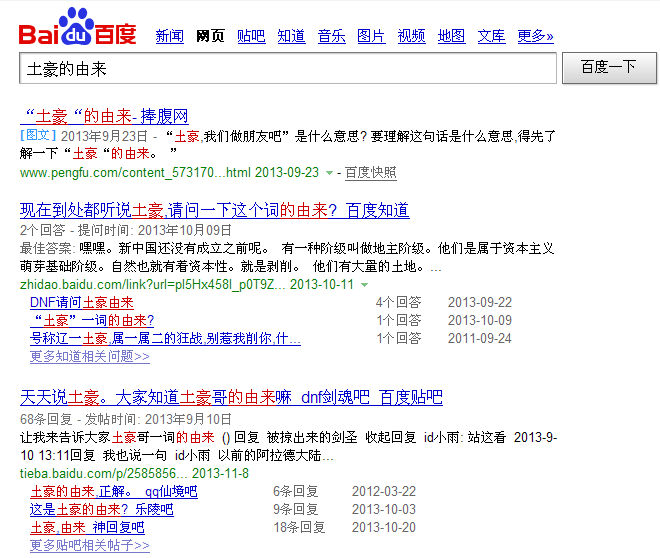 Bai du 百度 新闻 网页 贴吧 知道 音乐 图片 视频 地图 文库 更多»
土豪的由来 百度一下
“土豪“的由来- 捧腹网
[图文] 2013年9月23日 - “土豪,我们做朋友吧”是什么意思? 要理解这句话是什么意思,得先了
解一下“土豪“的由来。 ”
www.pengfu.com/content_573170...html 2013-09-23 - 百度快照
现在到处都听说土豪,请问一下这个词的由来? 百度知道
2个回答 - 提问时间: 2013年10月09日
最佳答案: 嘿嘿。新中国还没有成立之前呢。 有一种阶级叫做地主阶级。他们是属于资本主义
萌芽基础阶级。自然也就有着资本性。就是剥削。 他们有大量的土地。...
zhidao.baidu.com/link?url=pl5Hx458l_p0T9Z... 2013-10-11
DNF请问土豪由来 4个回答 2013-09-22
“土豪”一词的由来? 1个回答 2013-10-09
号称辽一土豪,属一属二的狂战,别惹我削你,什... 1个回答 2011-09-24
更多知道相关问题>>
天天说土豪。大家知道土豪哥的由来嘛 dnf剑魂吧 百度贴吧
68条回复 - 发帖时间: 2013年9月10日
让我来告诉大家土豪哥一词的由来 () 回复 被掠出来的剑圣 收起回复 id小雨: 站这看 2013-9-
10 13:11回复 我也说一句 id小雨 以前的阿拉德大陆...
tieba.baidu.com/p/2585856... 2013-11-8
土豪的由来,正解。 qq仙境吧 6条回复 2012-03-22
这是土豪的由来? 乐陵吧 9条回复 2013-10-03
土豪,由来 神回复吧 18条回复 2013-10-20
更多贴吧相关帖子>>